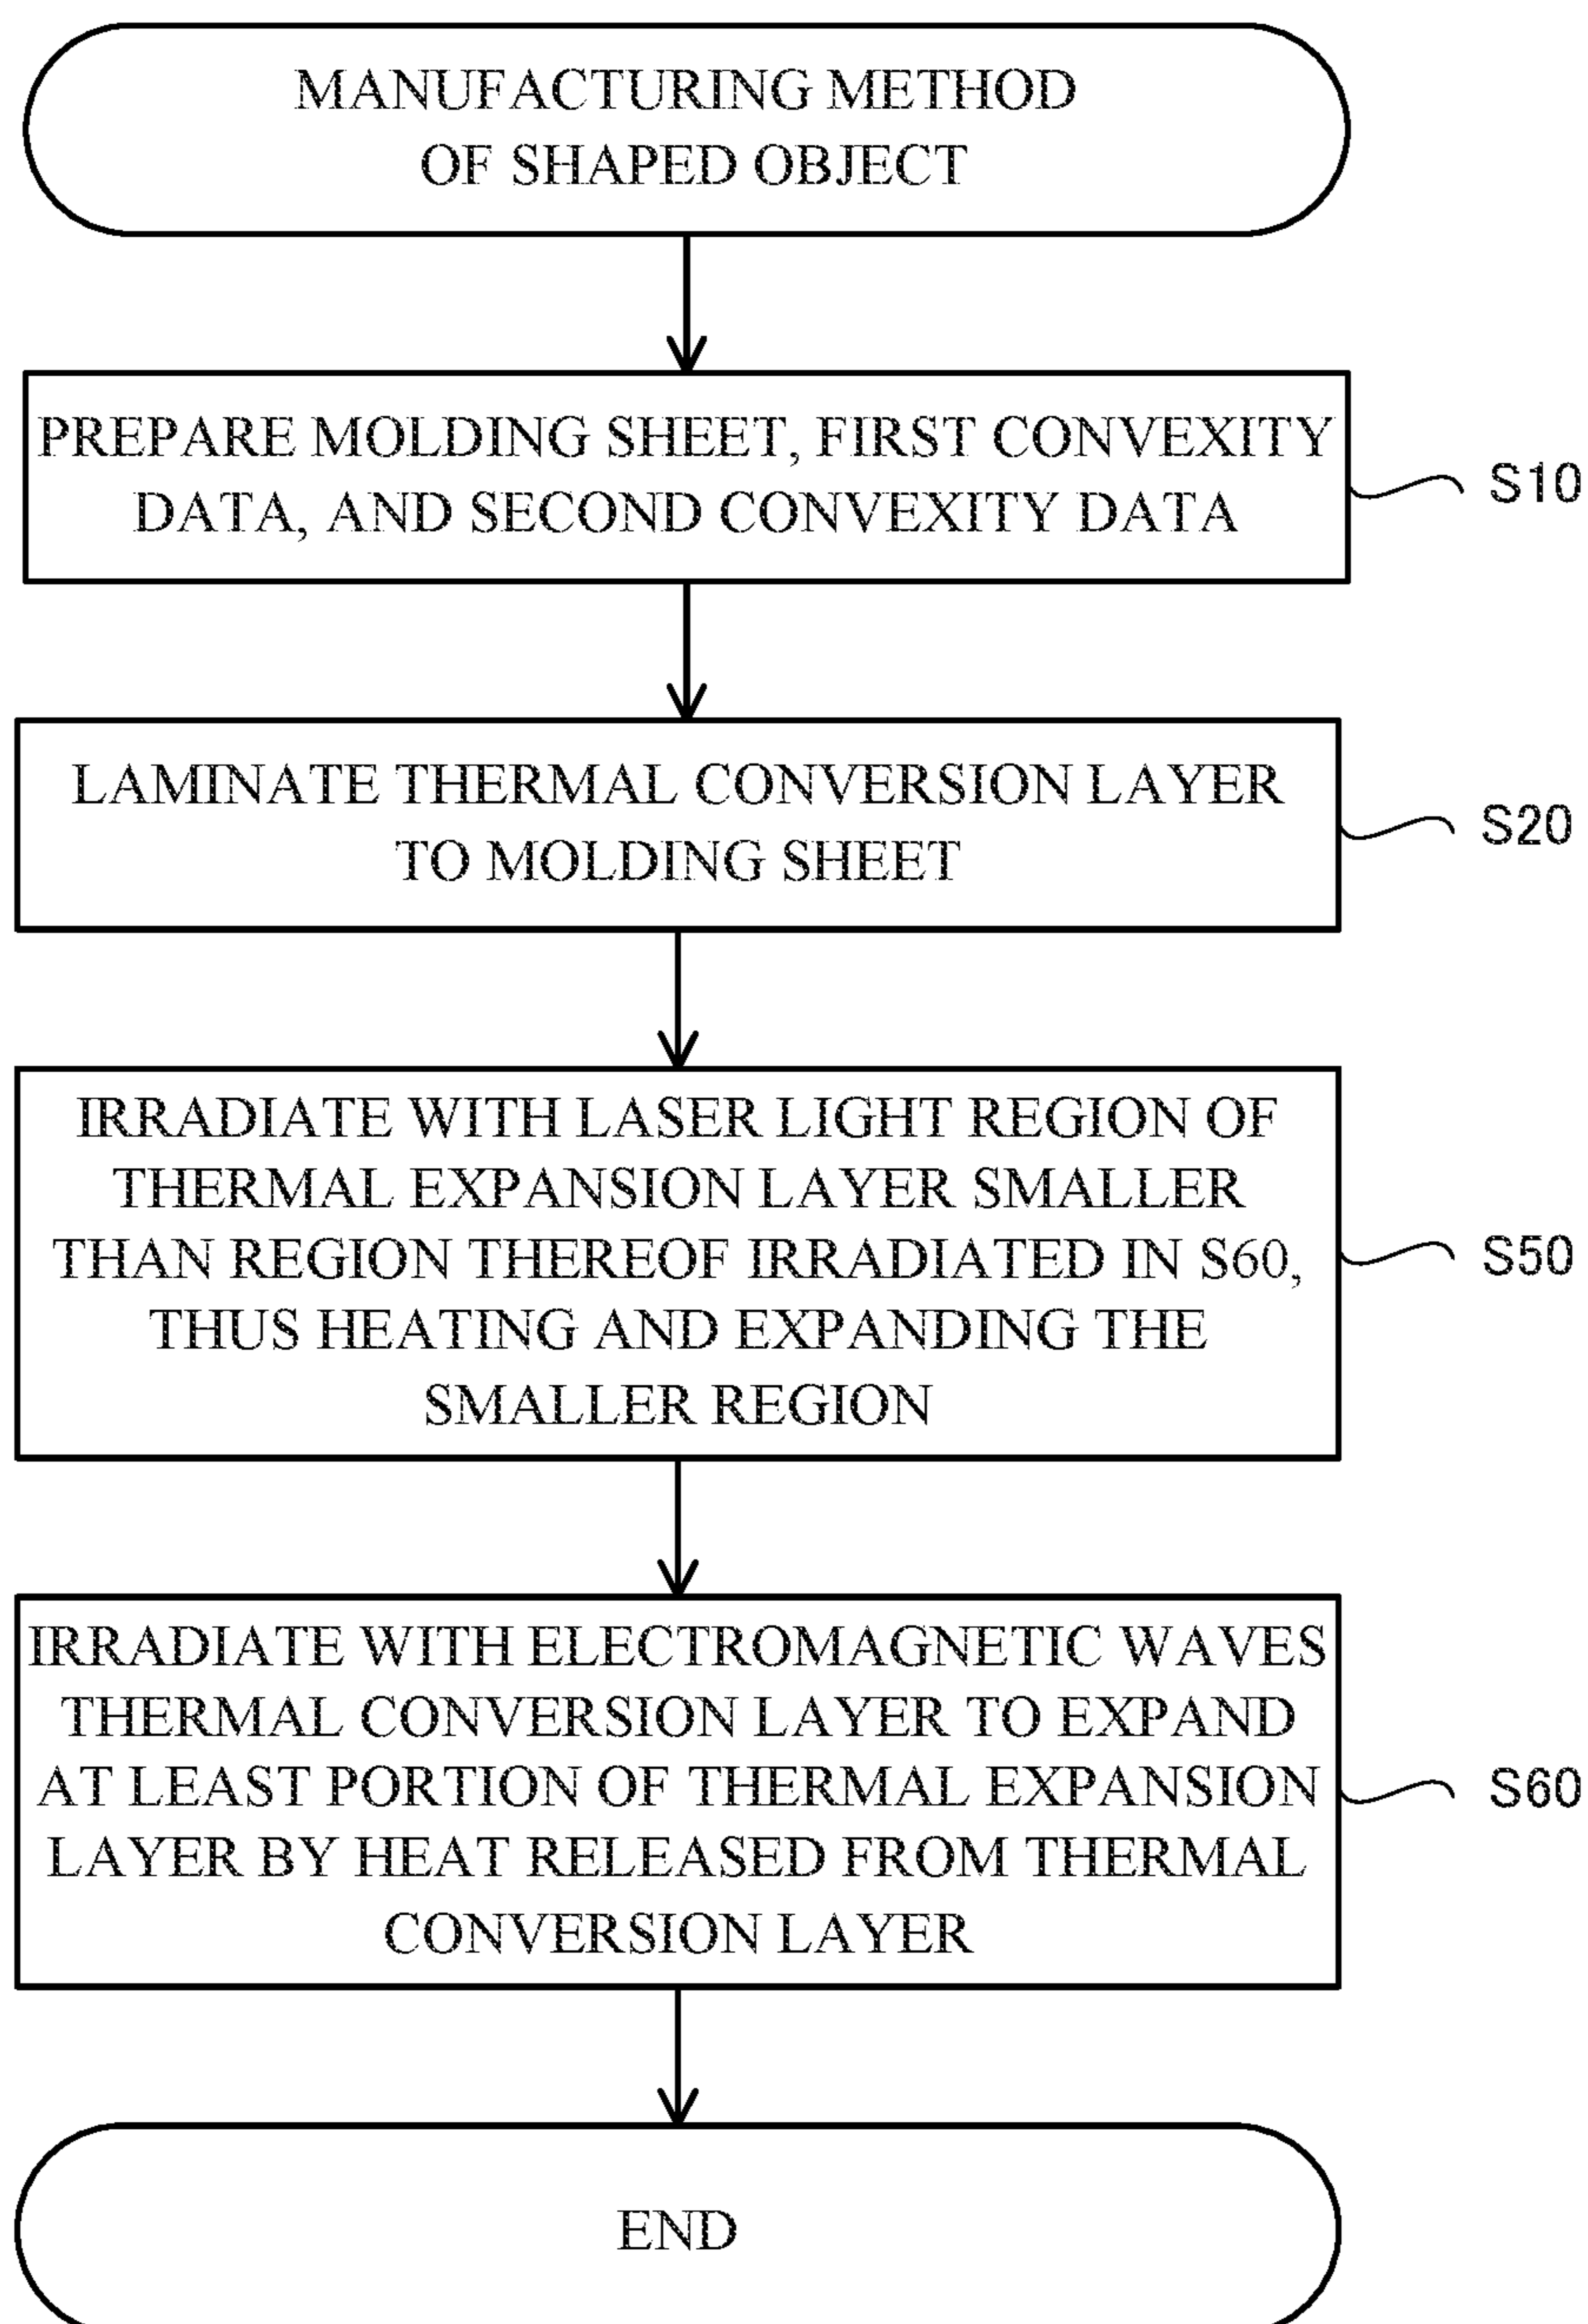 MANUFACTURING METHOD
OF SHAPED OBJECT
PREPARE MOLDING SHEET, FIRST CONVEXITY
DATA, AND SECOND CONVEXITY DATA
S10
LAMINATE THERMAL CONVERSION LAYER
TO MOLDING SHEET
S20
IRRADIATE WITH LASER LIGHT REGION OF
THERMAL EXPANSION LAYER SMALLER
THAN REGION THEREOF IRRADIATED IN S60,
THUS HEATING AND EXPANDING THE
SMALLER REGION
S50
IRRADIATE WITH ELECTROMAGNETIC WAVES
THERMAL CONVERSION LAYER TO EXPAND
AT LEAST PORTION OF THERMAL EXPANSION
LAYER BY HEAT RELEASED FROM THERMAL
CONVERSION LAYER
S60
END